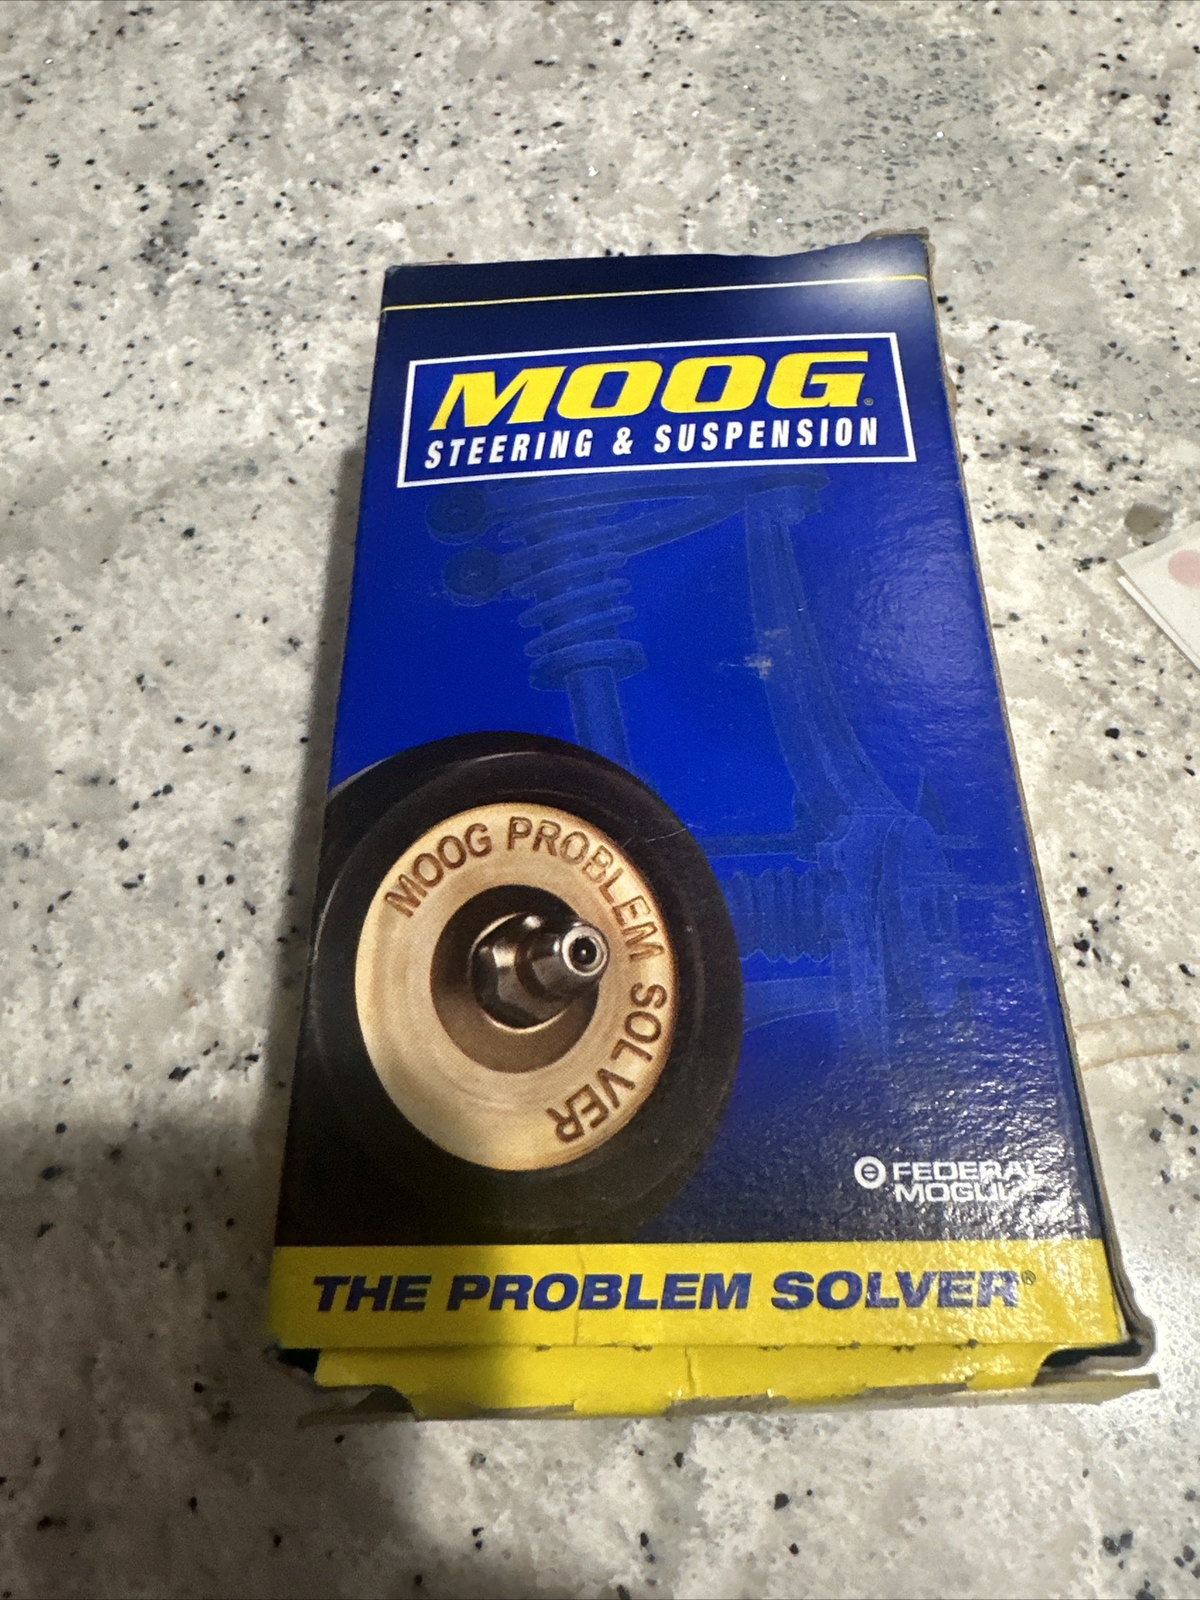 MOOG®
STEERING & SUSPENSION
MOOG PROBLEM SOLVER
FEDERAL
MOGUL
THE PROBLEM SOLVER®